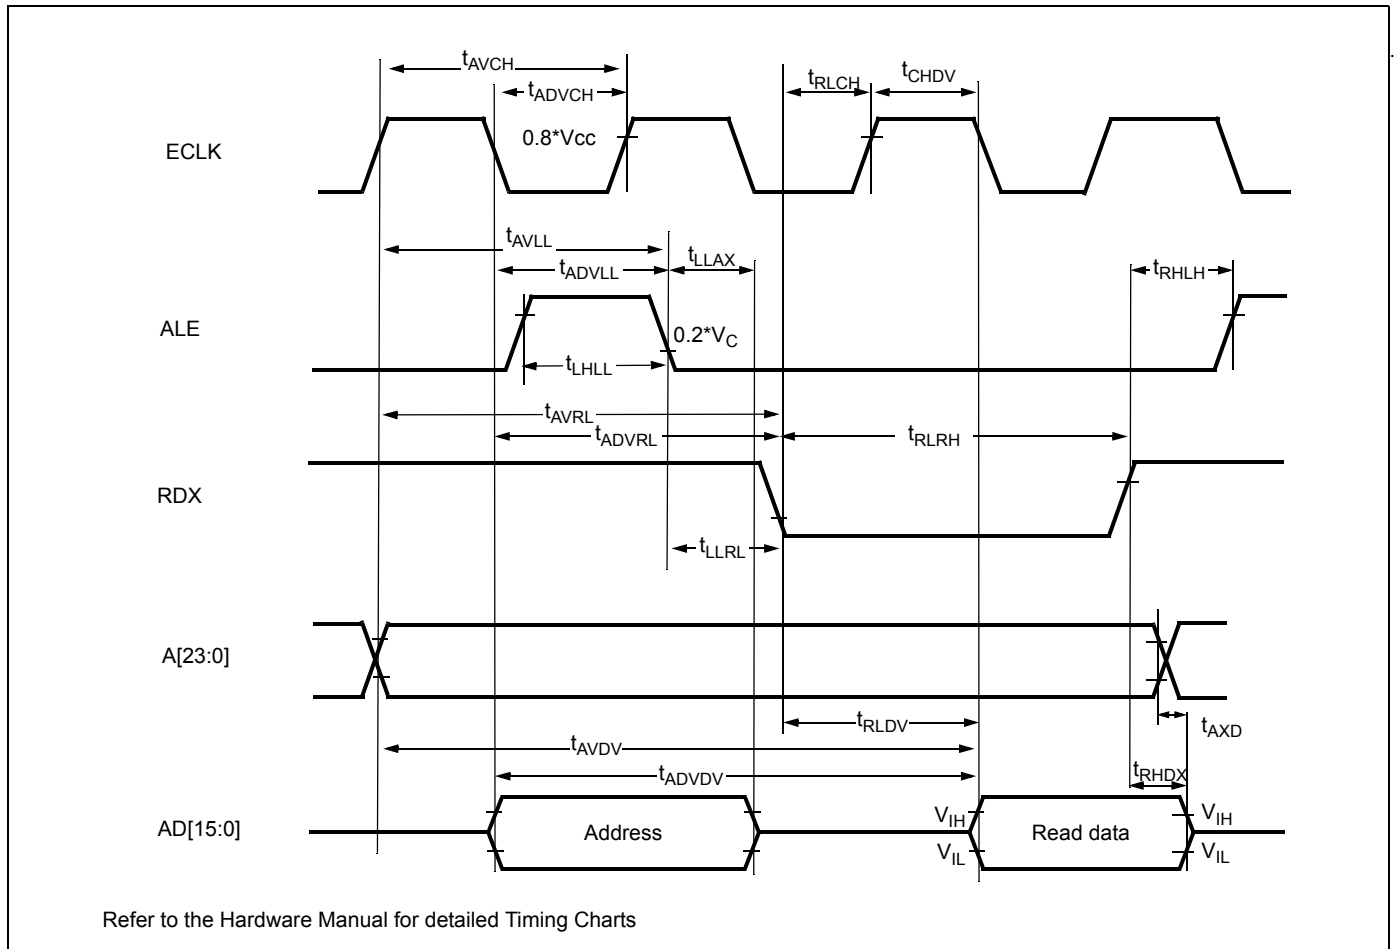 tAVCH
tRLCH
tCHDV
tADVCH
0.8*Vcc
ECLK
tAVLL
tLLAX
tADVLL
tRHLH
ALE
0.2*VC
tLHLL
tAVRL
tADVRL
tRLRH
RDX
tLLRL
A[23:0]
tRLDV
tAXD
tAVDV
tADVDV
tRHDX
AD[15:0]
Address
VIH
VIL
Read data
VIH
VIL
Refer to the Hardware Manual for detailed Timing Charts